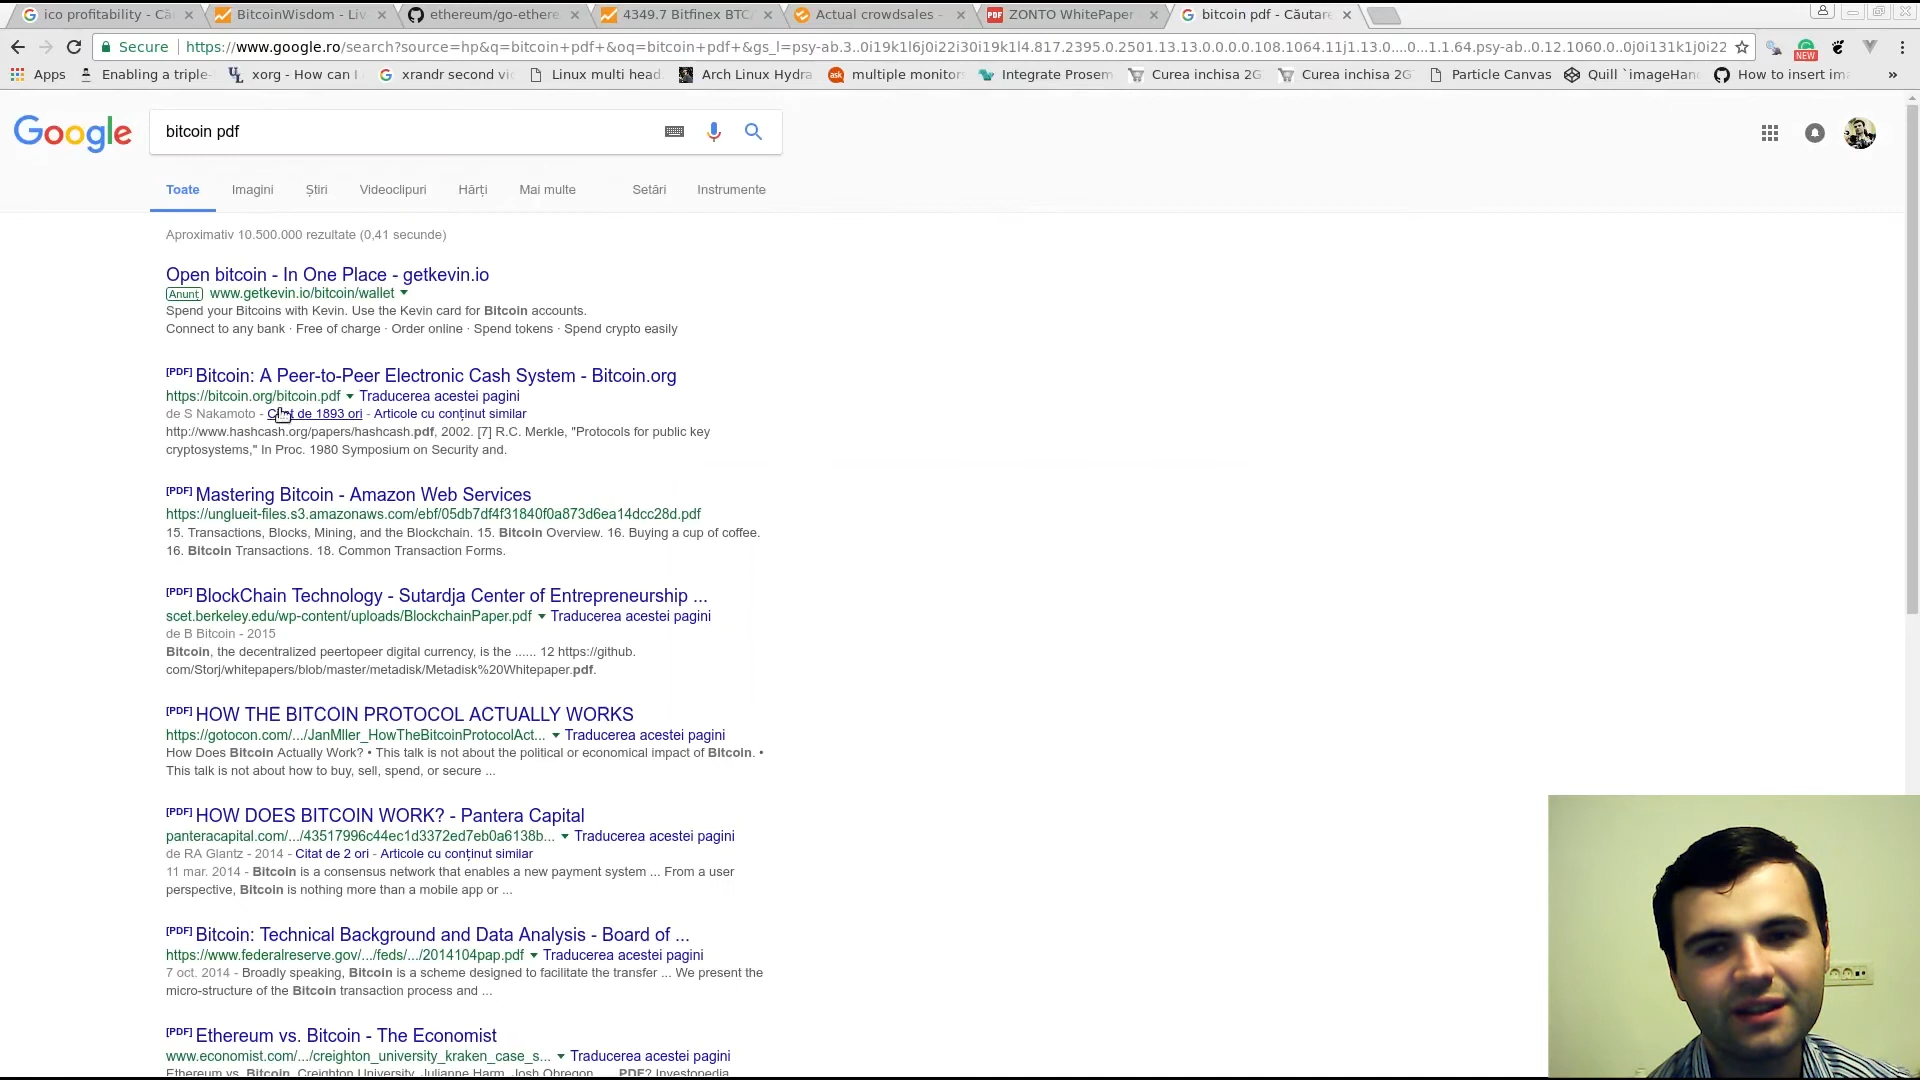 ico profitability - Că
BitcoinWisdom - Liv
ethereum/go-ethere
4349.7 Bitfinex BTC
Actual crowdsales -
PDF ZONTO WhitePaper
bitcoin pdf - Căutare
Secure https://www.google.ro/search?source=hp&q=bitcoin+pdf+&oq=bitcoin+pdf+&gs_l=psy-ab.3..0i19k1l6j0i22i30i19k1l4.817.2395.0.2501.13.13.0.0.0.0.108.1064.11j1.13.0....0...1.1.64.psy-ab..0.12.1060.0..0j0i131k1j0i22
NEW
Apps Enabling a triple- xorg - How can I xrandr second vi Linux multi head Arch Linux Hydra ask multiple monitor Integrate Prosem Curea inchisa 2G Curea inchisa 2G Particle Canvas Quill `imageHan How to insert im »
Google
bitcoin pdf
Toate Imagini Știri Videoclipuri Hărți Mai multe Setări Instrumente
Aproximativ 10.500.000 rezultate (0,41 secunde)
Open bitcoin - In One Place - getkevin.io
Anunț www.getkevin.io/bitcoin/wallet
Spend your Bitcoins with Kevin. Use the Kevin card for Bitcoin accounts.
Connect to any bank · Free of charge · Order online · Spend tokens · Spend crypto easily
[PDF] Bitcoin: A Peer-to-Peer Electronic Cash System - Bitcoin.org
https://bitcoin.org/bitcoin.pdf Traducerea acestei pagini
de S Nakamoto - Citat de 1893 ori - Articole cu conținut similar
http://www.hashcash.org/papers/hashcash.pdf, 2002. [7] R.C. Merkle, "Protocols for public key
cryptosystems," In Proc. 1980 Symposium on Security and.
[PDF] Mastering Bitcoin - Amazon Web Services
https://unglueit-files.s3.amazonaws.com/ebf/05db7df4f31840f0a873d6ea14dcc28d.pdf
15. Transactions, Blocks, Mining, and the Blockchain. 15. Bitcoin Overview. 16. Buying a cup of coffee.
16. Bitcoin Transactions. 18. Common Transaction Forms.
[PDF] BlockChain Technology - Sutardja Center of Entrepreneurship ...
scet.berkeley.edu/wp-content/uploads/BlockchainPaper.pdf Traducerea acestei pagini
de B Bitcoin - 2015
Bitcoin, the decentralized peertopeer digital currency, is the ...... 12 https://github.
com/Storj/whitepapers/blob/master/metadisk/Metadisk%20Whitepaper.pdf.
[PDF] HOW THE BITCOIN PROTOCOL ACTUALLY WORKS
https://gotocon.com/.../JanMller_HowTheBitcoinProtocolAct... Traducerea acestei pagini
How Does Bitcoin Actually Work? • This talk is not about the political or economical impact of Bitcoin. •
This talk is not about how to buy, sell, spend, or secure ...
[PDF] HOW DOES BITCOIN WORK? - Pantera Capital
panteracapital.com/.../43517996c44ec1d3372ed7eb0a6138b... Traducerea acestei pagini
de RA Glantz - 2014 - Citat de 2 ori - Articole cu conținut similar
11 mar. 2014 - Bitcoin is a consensus network that enables a new payment system ... From a user
perspective, Bitcoin is nothing more than a mobile app or ...
[PDF] Bitcoin: Technical Background and Data Analysis - Board of ...
https://www.federalreserve.gov/.../feds/.../2014104pap.pdf Traducerea acestei pagini
7 oct. 2014 - Broadly speaking, Bitcoin is a scheme designed to facilitate the transfer ... We present the
micro-structure of the Bitcoin transaction process and ...
[PDF] Ethereum vs. Bitcoin - The Economist
www.economist.com/.../creighton_university_kraken_case_s... Traducerea acestei pagini
Ethereum vs. Bitcoin. Creighton University. Julianne Harm. Josh Obregon. ... PDF? Investopedia.